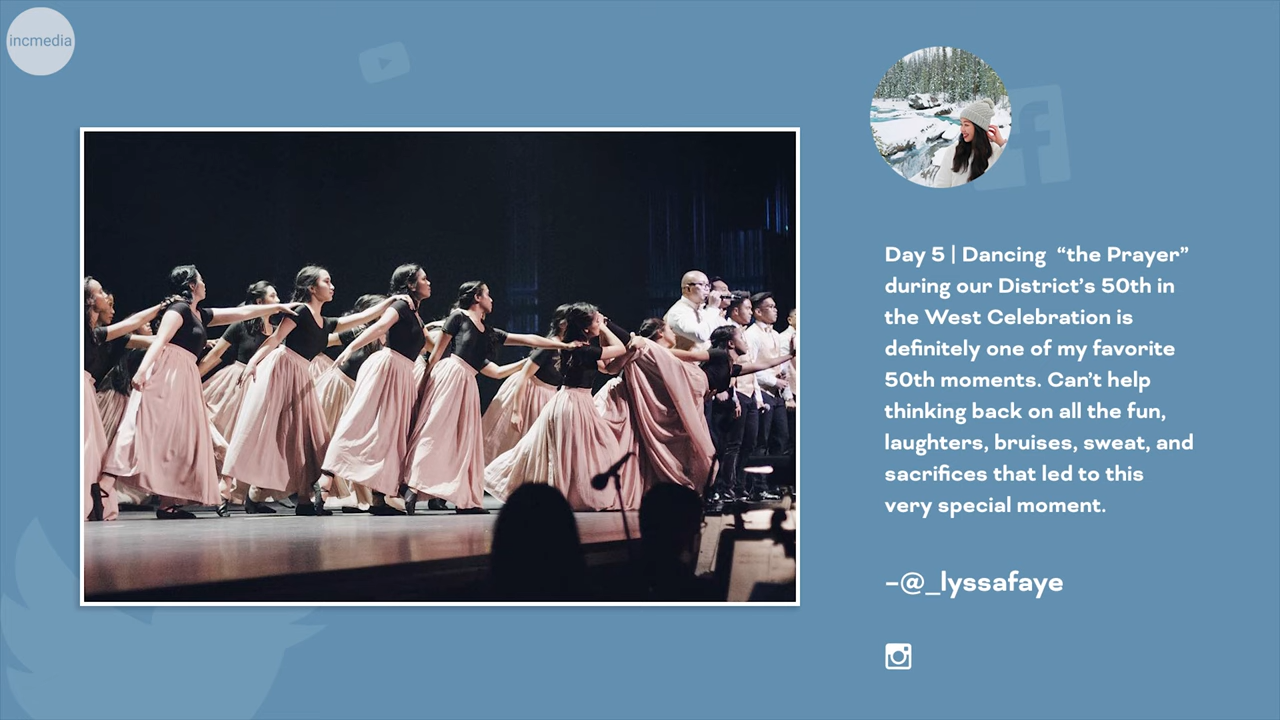 incmedia
Day 5 | Dancing “the Prayer”
during our District’s 50th in
the West Celebration is
definitely one of my favorite
50th moments. Can’t help
thinking back on all the fun,
laughters, bruises, sweat, and
sacrifices that led to this
very special moment.
–@_lyssafaye